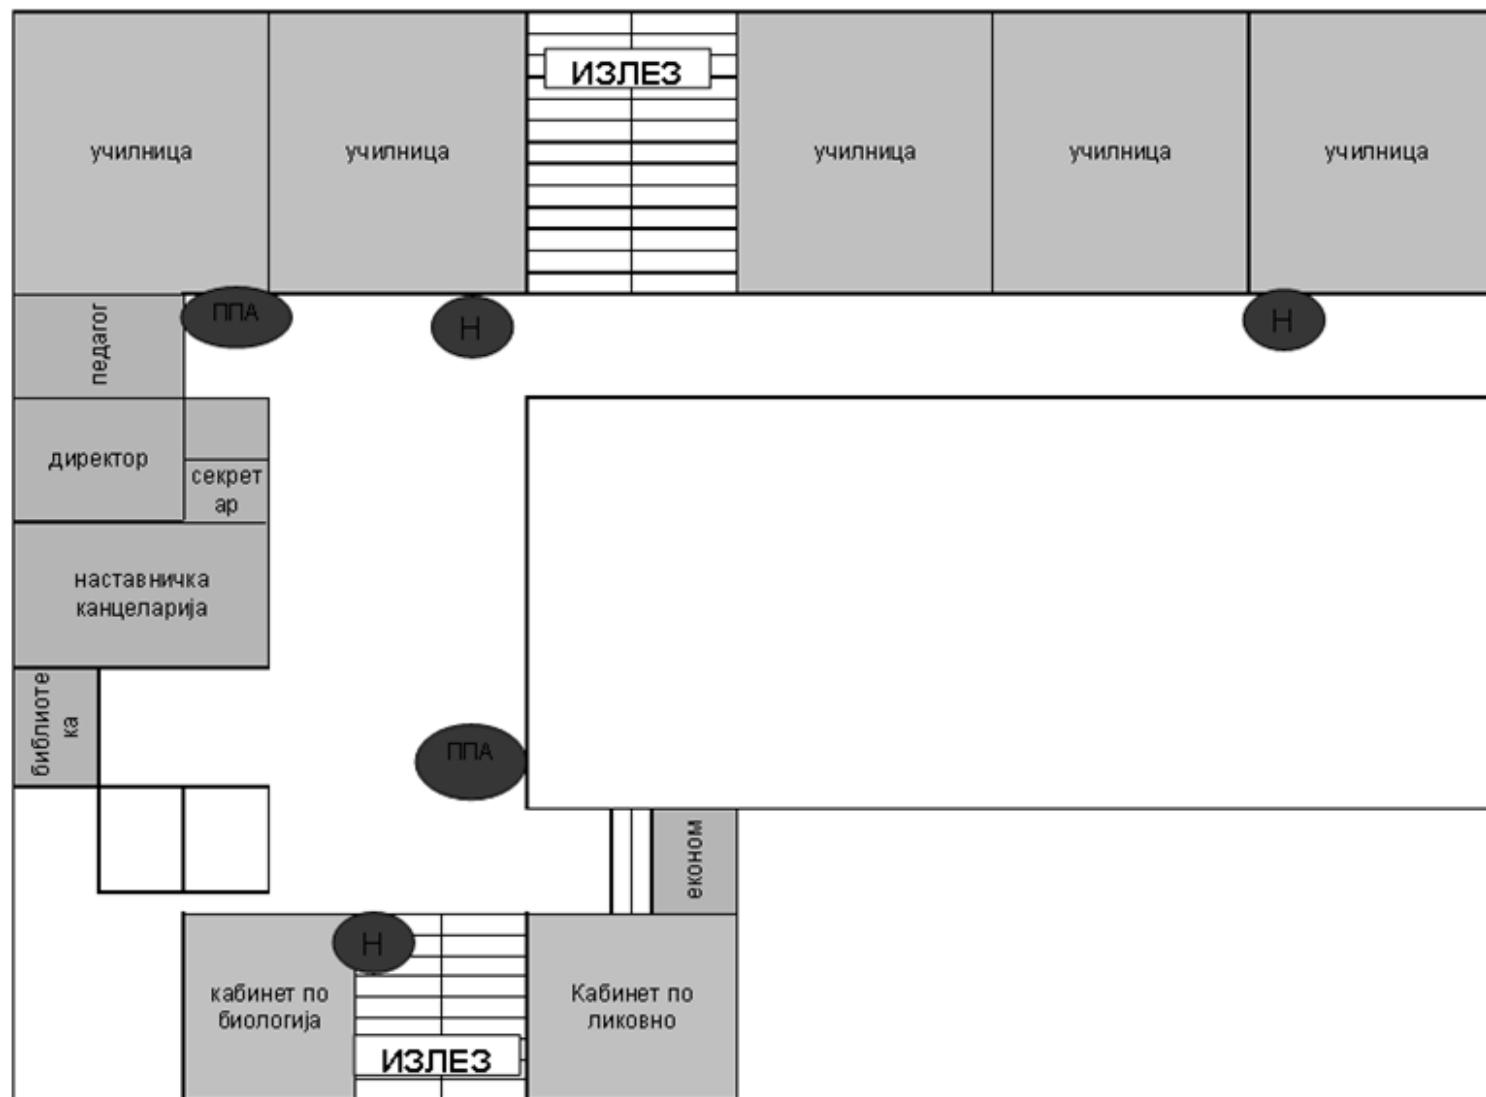 ИЗЛЕЗ
училница
училница
училница
училница
училница
ППА
Н
Н
педагог
директор
секрет
ар
наставничка
канцеларија
библиоте
ка
ППА
економ
Н
кабинет по
биологија
Кабинет по
ликовно
ИЗЛЕЗ